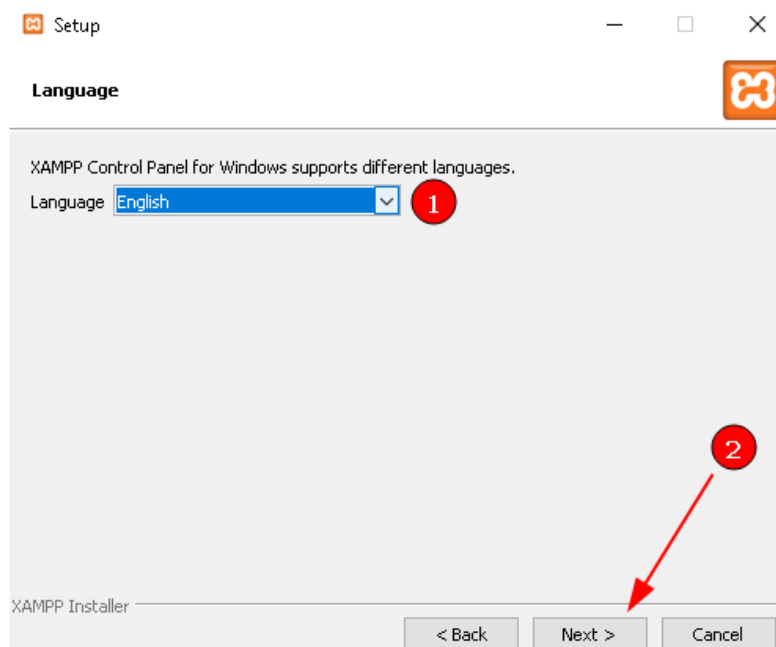 Setup
Language
XAMPP Control Panel for Windows supports different languages.
Language English 1
2
XAMPP Installer
< Back Next > Cancel